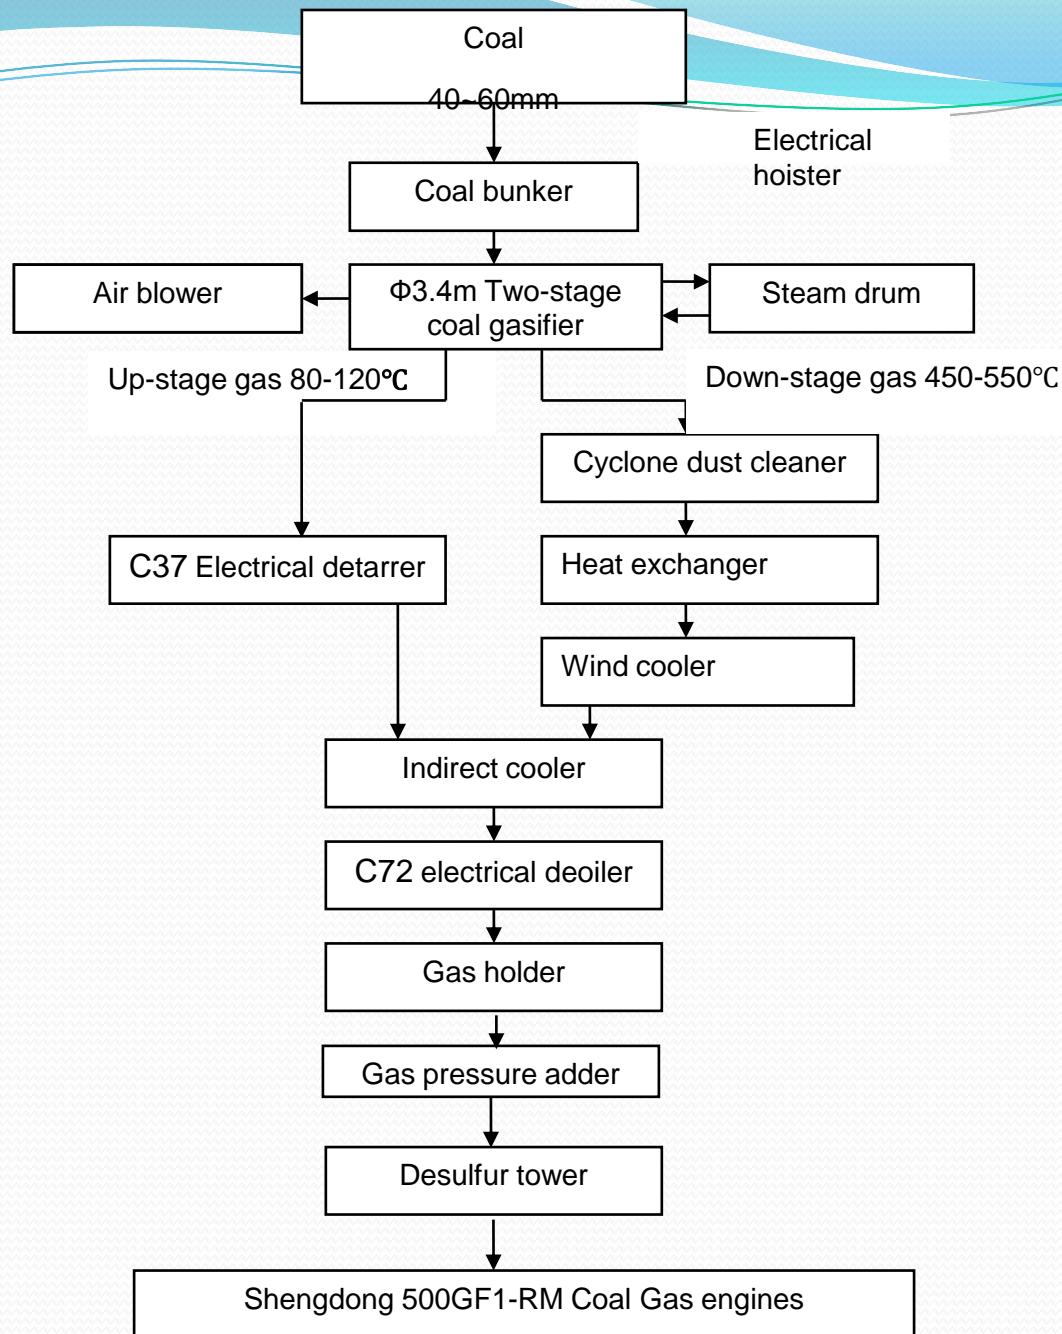 Coal
40~60mm
Electrical
hoister
Coal bunker
Air blower
Φ3.4m Two-stage
coal gasifier
Steam drum
Up-stage gas 80-120℃
Down-stage gas 450-550℃
Cyclone dust cleaner
C37 Electrical detarrer
Heat exchanger
Wind cooler
Indirect cooler
C72 electrical deoiler
Gas holder
Gas pressure adder
Desulfur tower
Shengdong 500GF1-RM Coal Gas engines